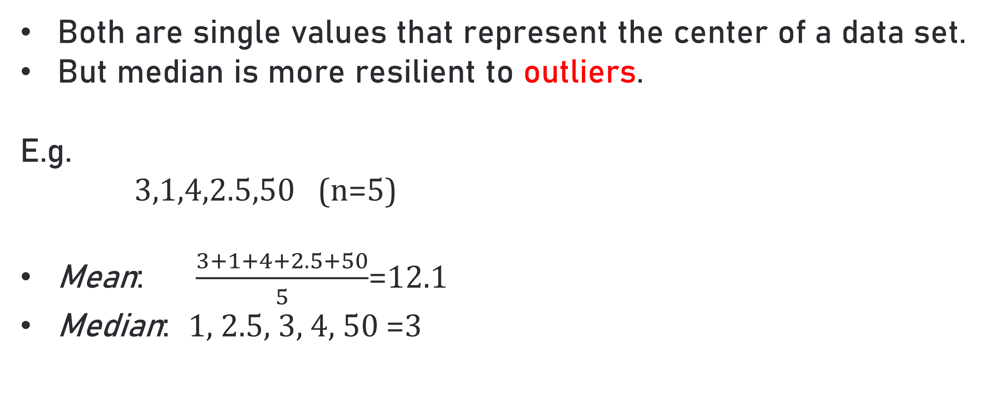 • Both are single values that represent the center of a data set.
• But median is more resilient to outliers.
E.g.
3,1,4,2.5,50 (n=5)
• Mean: \frac{3+1+4+2.5+50}{5}=12.1
• Median: 1, 2.5, 3, 4, 50 =3